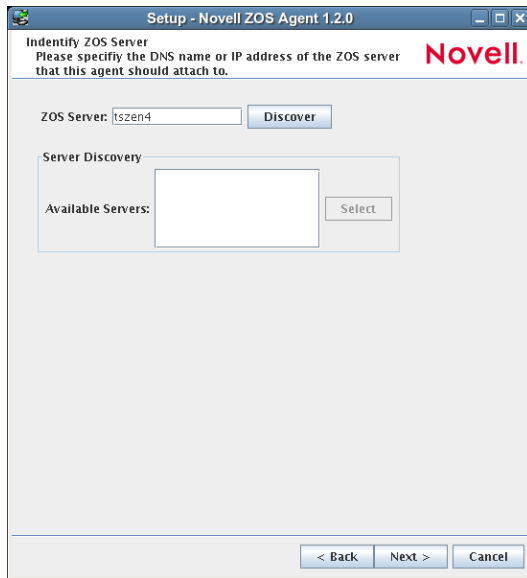 Setup - Novell ZOS Agent 1.2.0
Indentify ZOS Server
Please specifiy the DNS name or IP address of the ZOS server
that this agent should attach to.
Novell.
ZOS Server: tszen4 Discover
Server Discovery
Available Servers: Select
< Back Next > Cancel